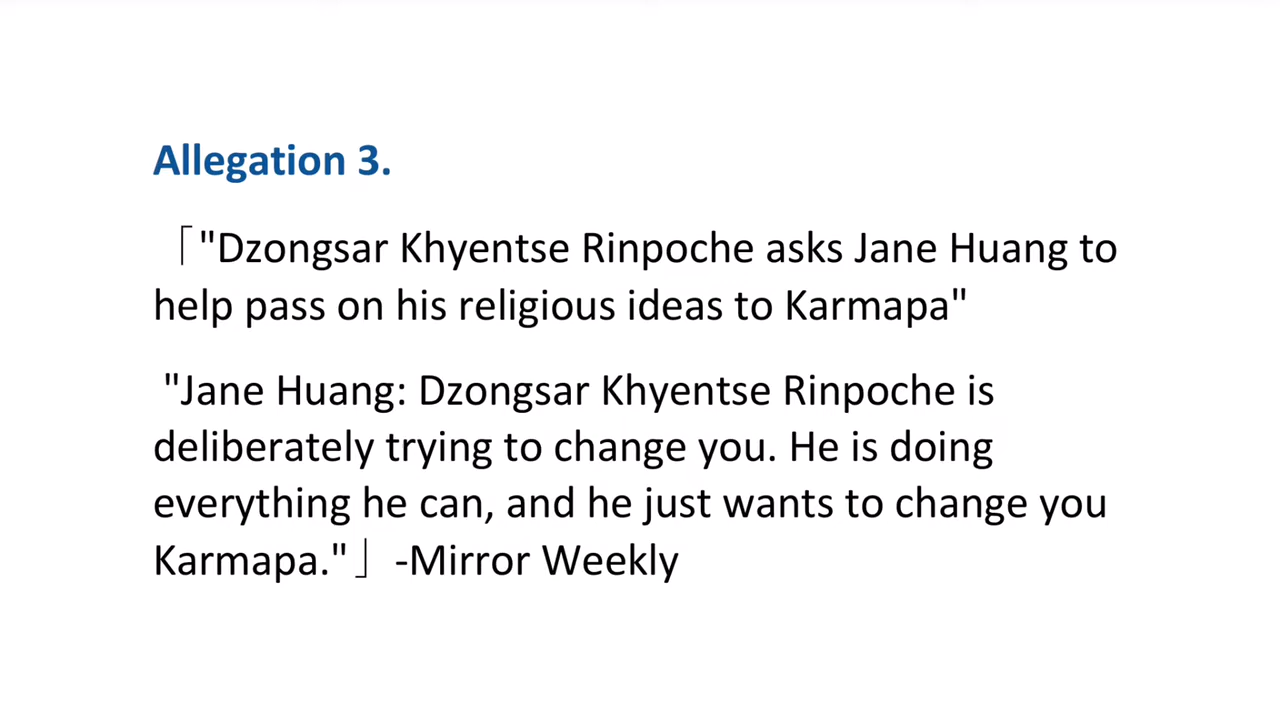 Allegation 3.
「"Dzongsar Khyentse Rinpoche asks Jane Huang to
help pass on his religious ideas to Karmapa"
"Jane Huang: Dzongsar Khyentse Rinpoche is
deliberately trying to change you. He is doing
everything he can, and he just wants to change you
Karmapa."」-Mirror Weekly